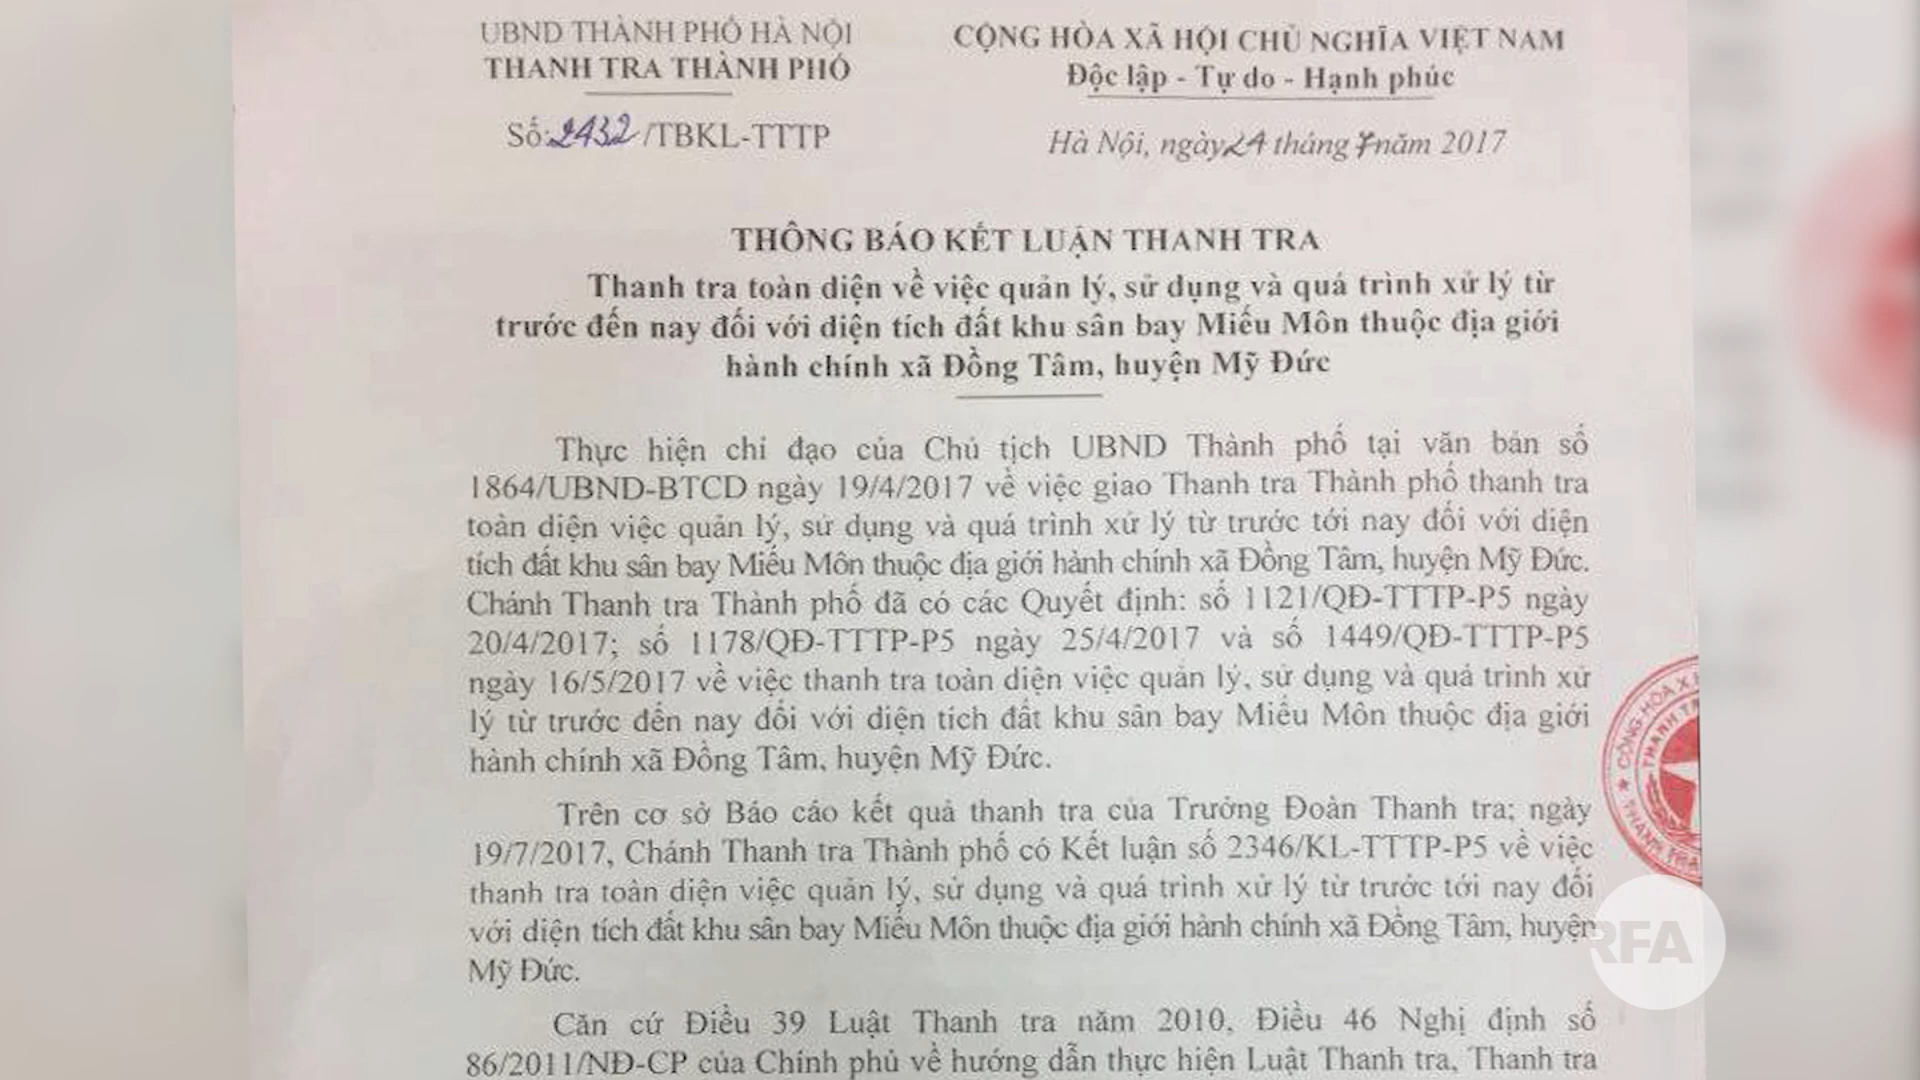 UBND THÀNH PHỐ HÀ NỘI
THANH TRA THÀNH PHỐ
Số: 2432/TBKL-TTTP
CỘNG HÒA XÃ HỘI CHỦ NGHĨA VIỆT NAM
Độc lập - Tự do - Hạnh phúc
Hà Nội, ngày 24 tháng 7 năm 2017
THÔNG BÁO KẾT LUẬN THANH TRA
Thanh tra toàn diện về việc quản lý, sử dụng và quá trình xử lý từ
trước đến nay đối với diện tích đất khu sân bay Miếu Môn thuộc địa giới
hành chính xã Đồng Tâm, huyện Mỹ Đức
Thực hiện chỉ đạo của Chủ tịch UBND Thành phố tại văn bản số
1864/UBND-BTCD ngày 19/4/2017 về việc giao Thanh tra Thành phố thanh tra
toàn diện việc quản lý, sử dụng và quá trình xử lý từ trước tới nay đối với diện
tích đất khu sân bay Miếu Môn thuộc địa giới hành chính xã Đồng Tâm, huyện Mỹ Đức.
Chánh Thanh tra Thành phố đã có các Quyết định: số 1121/QĐ-TTTP-P5 ngày
20/4/2017; số 1178/QĐ-TTTP-P5 ngày 25/4/2017 và số 1449/QĐ-TTTP-P5
ngày 16/5/2017 về việc thanh tra toàn diện việc quản lý, sử dụng và quá trình xử
lý từ trước đến nay đối với diện tích đất khu sân bay Miếu Môn thuộc địa giới
hành chính xã Đồng Tâm, huyện Mỹ Đức.
Trên cơ sở Báo cáo kết quả thanh tra của Trưởng Đoàn Thanh tra; ngày
19/7/2017, Chánh Thanh tra Thành phố có Kết luận số 2346/KL-TTTP-P5 về việc
thanh tra toàn diện việc quản lý, sử dụng và quá trình xử lý từ trước tới nay đối
với diện tích đất khu sân bay Miếu Môn thuộc địa giới hành chính xã Đồng Tâm, huyện
Mỹ Đức.
Căn cứ Điều 39 Luật Thanh tra năm 2010, Điều 46 Nghị định số
86/2011/NĐ-CP của Chính phủ về hướng dẫn thực hiện Luật Thanh tra, Thanh tra
CỘNG HÒA X
THANH TR
RFA